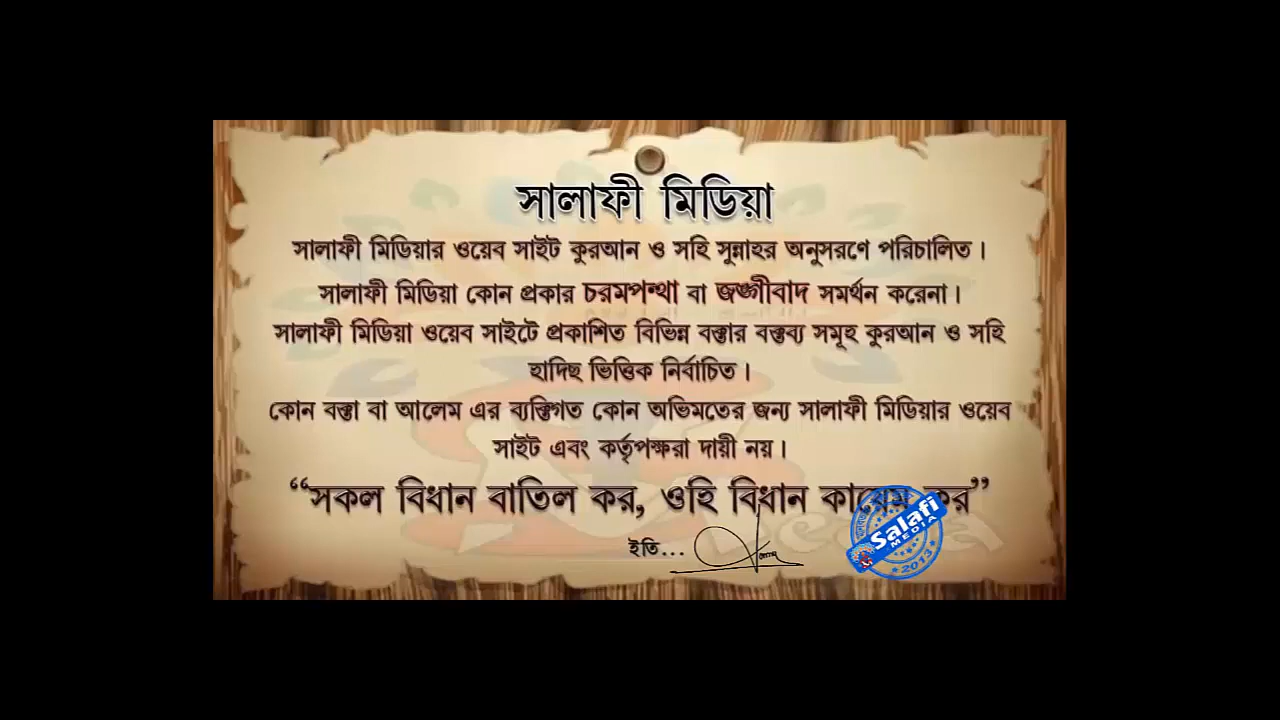 সালাফী মিডিয়া
সালাফী মিডিয়ার ওয়েব সাইট কুরআন ও সহি সুন্নাহর অনুসরণে পরিচালিত।
সালাফী মিডিয়া কোন প্রকার চরমপন্থা বা জঙ্গীবাদ সমর্থন করেনা।
সালাফী মিডিয়া ওয়েব সাইটে প্রকাশিত বিভিন্ন বক্তার বক্তব্য সমূহ কুরআন ও সহি
হাদিছ ভিত্তিক নির্বাচিত।
কোন বক্তা বা আলেম এর ব্যক্তিগত কোন অভিমতের জন্য সালাফী মিডিয়ার ওয়েব
সাইট এবং কর্তৃপক্ষরা দায়ী নয়।
“সকল বিধান বাতিল কর, ওহি বিধান কায়েম কর”
ইতি...
Salafi
MEDIA
2013